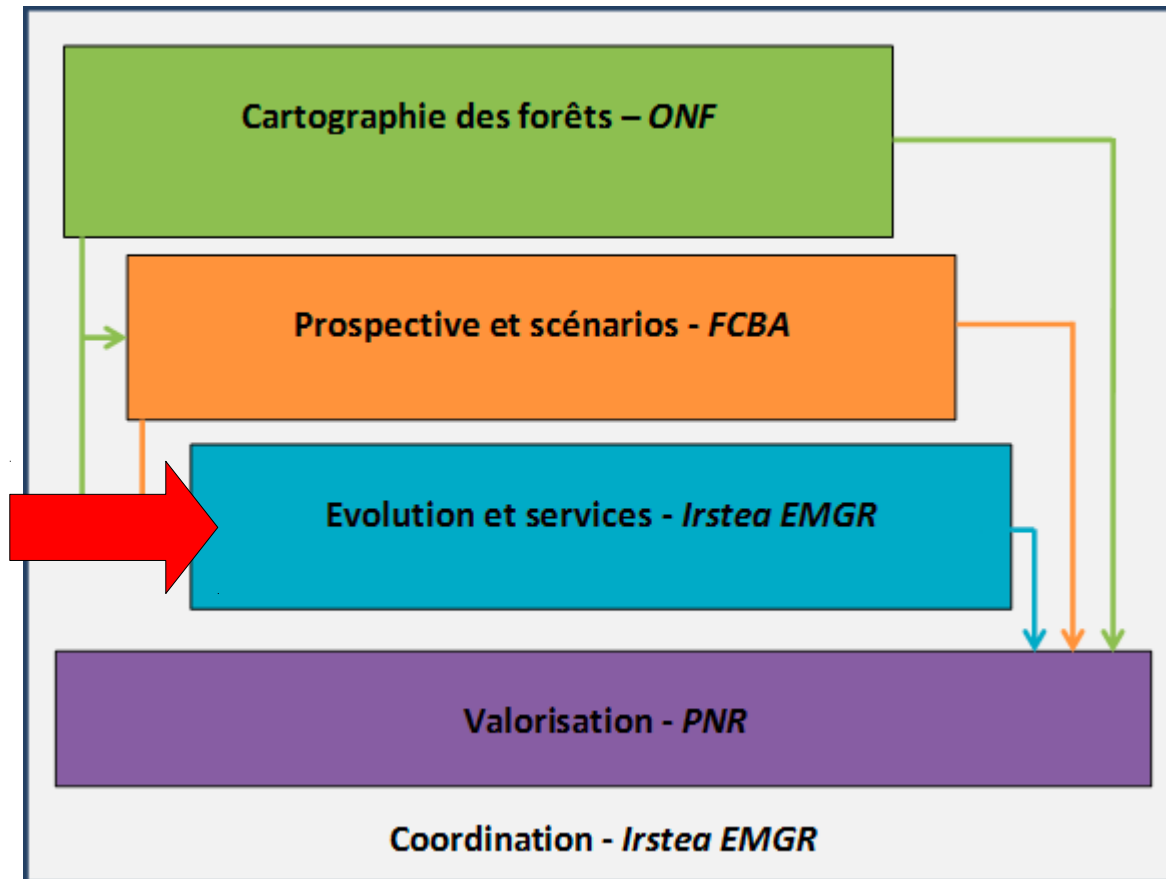 Cartographie des forêts – ONF
Prospective et scénarios - FCBA
Evolution et services - Irstea EMGR
Valorisation - PNR
Coordination - Irstea EMGR